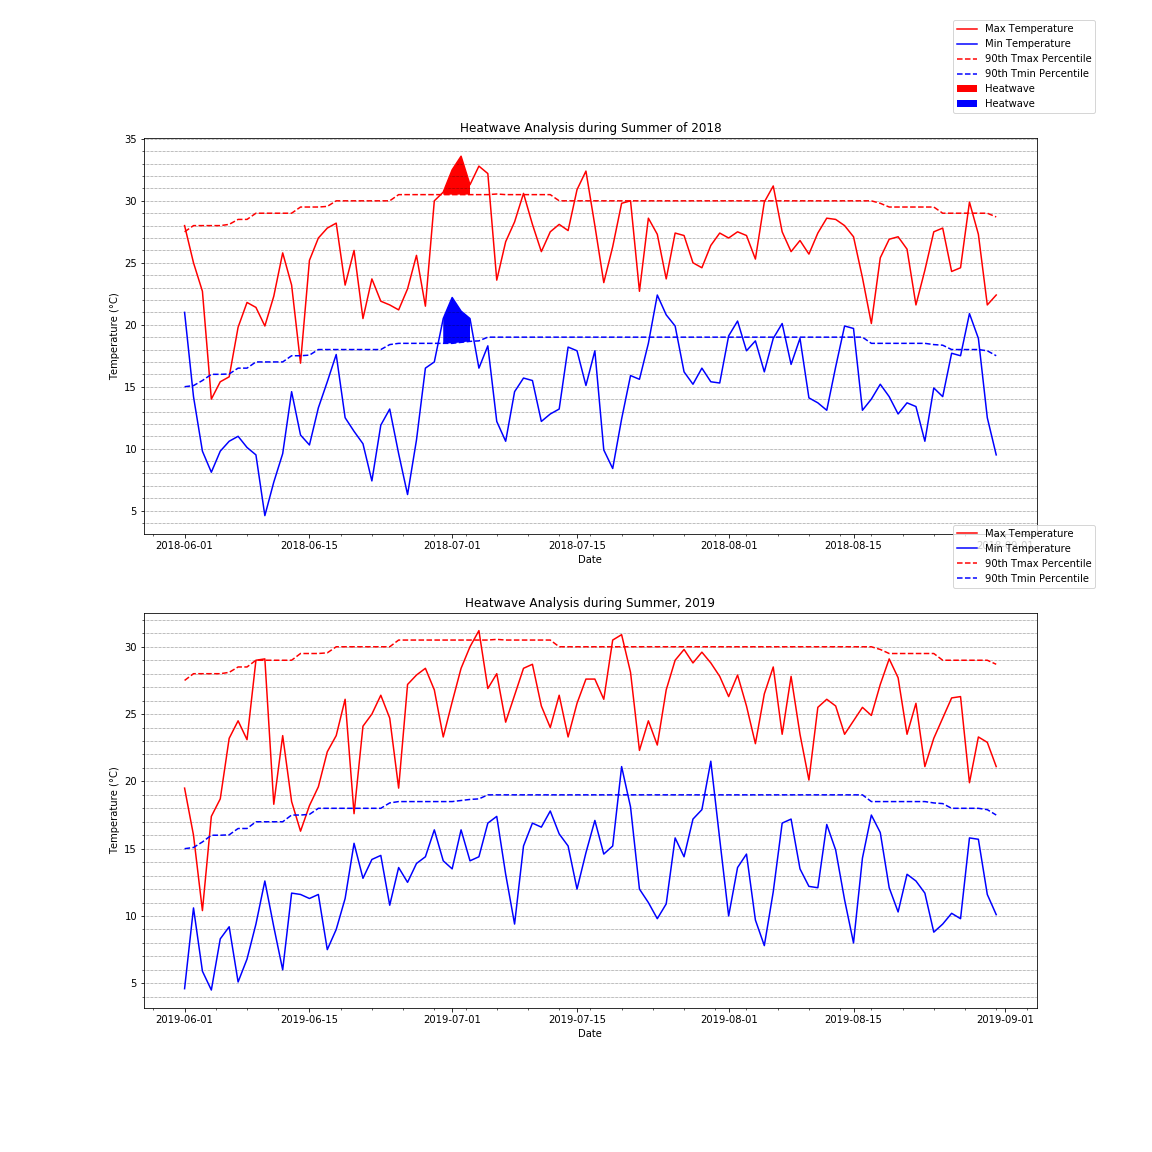 Max Temperature
Min Temperature
90th Tmax Percentile
90th Tmin Percentile
Heatwave
Heatwave
Heatwave Analysis during Summer of 2018
35
30
25
20
15
10
5
Temperature (°C)
2018-06-01 2018-06-15 2018-07-01 2018-07-15 2018-08-01 2018-08-15 2018-09-01
Date
Max Temperature
Min Temperature
90th Tmax Percentile
90th Tmin Percentile
Heatwave Analysis during Summer, 2019
30
25
20
15
10
5
Temperature (°C)
2019-06-01 2019-06-15 2019-07-01 2019-07-15 2019-08-01 2019-08-15 2019-09-01
Date